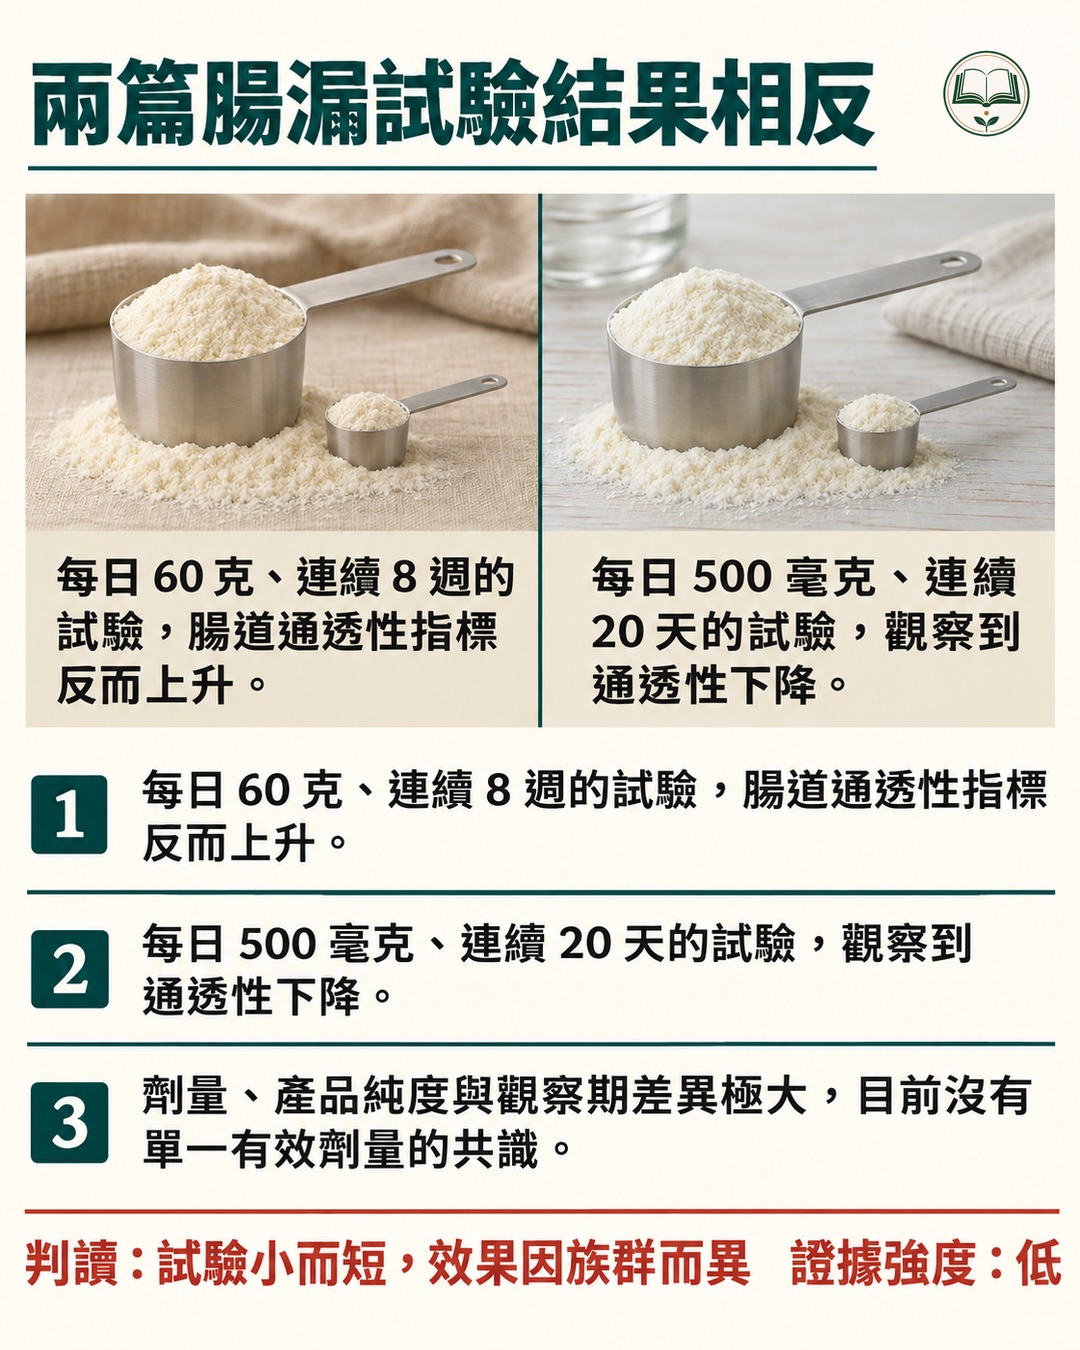 兩篇腸漏試驗結果相反
每日 60 克、連續 8 週的
試驗，腸道通透性指標
反而上升。
每日 500 毫克、連續
20 天的試驗，觀察到
通透性下降。
1
每日 60 克、連續 8 週的試驗，腸道通透性指標
反而上升。
2
每日 500 毫克、連續 20 天的試驗，觀察到
通透性下降。
3
劑量、產品純度與觀察期差異極大，目前沒有
單一有效劑量的共識。
判讀：試驗小而短，效果因族群而異　證據強度：低